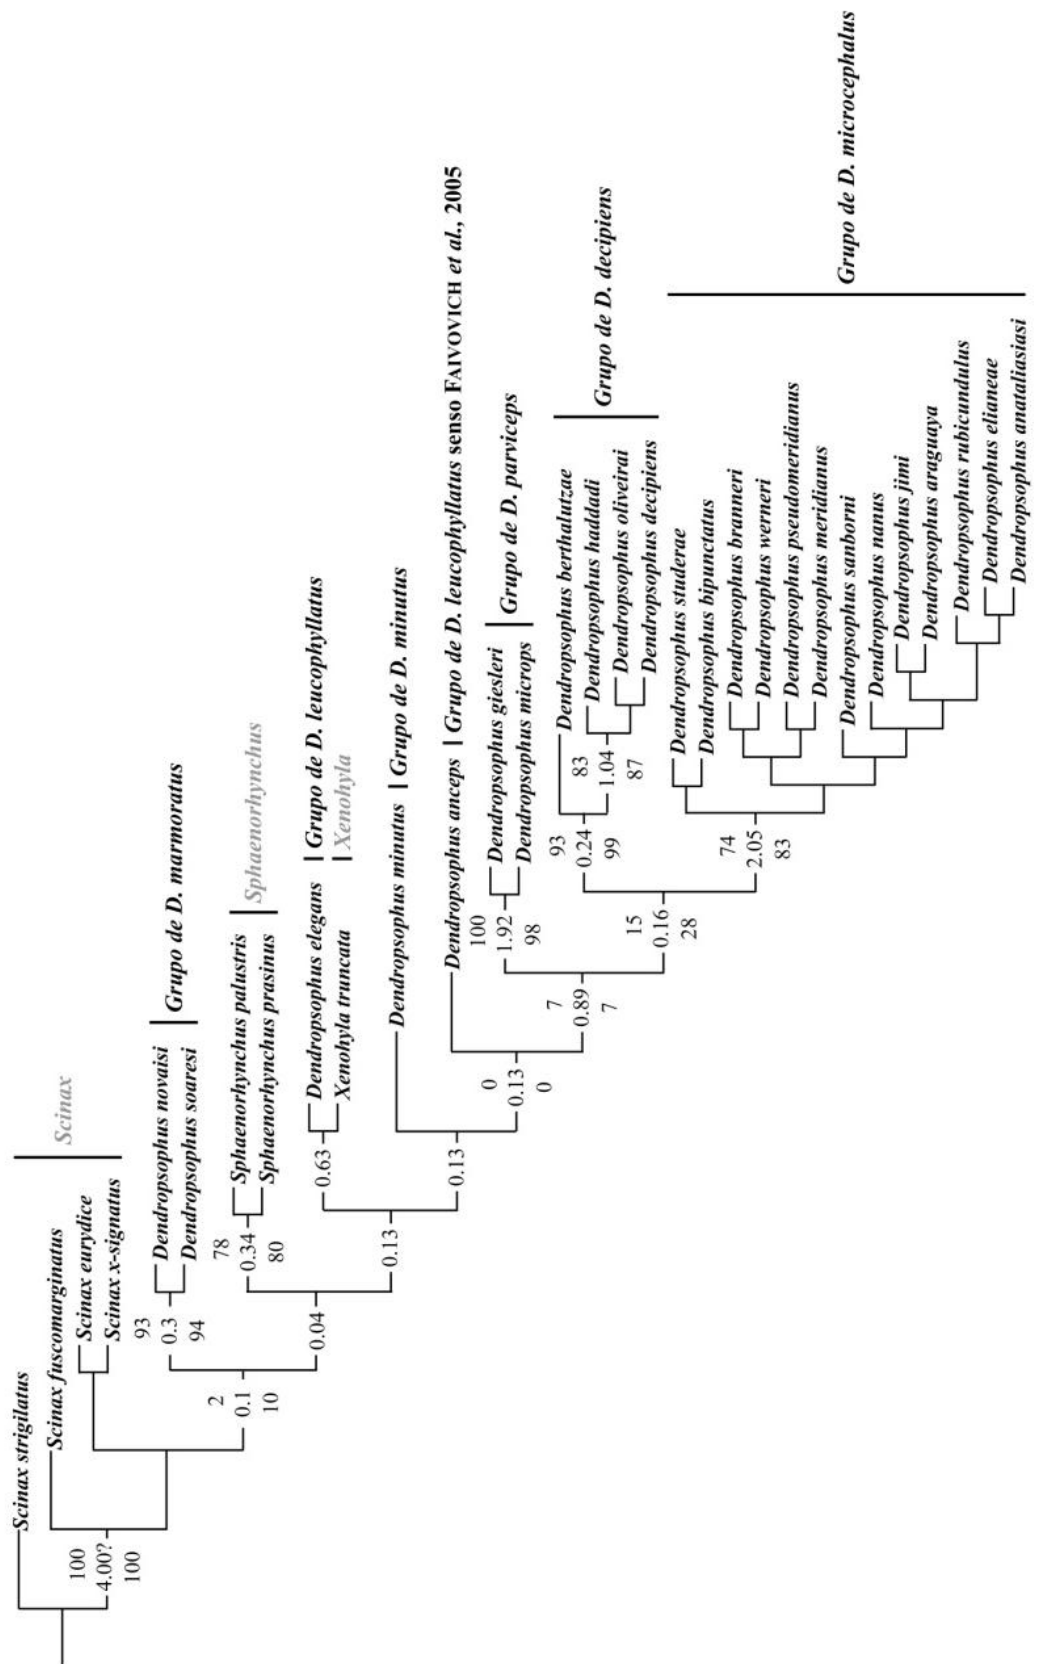 Scinax strigilatus
100
4.00?
100
Scinax fuscomarginatus
Scinax eurydice
Scinax x-signatus
Scinax
2
0.1
10
93
0.3
94
Dendropsophus novaisi
Dendropsophus soaresi
Grupo de D. marmoratus
0.04
78
0.34
80
Sphaenorhynchus palustris
Sphaenorhynchus prasinus
Sphaenorhynchus
0.13
0.63
Dendropsophus elegans
Xenohyla truncata
Grupo de D. leucophyllatus
Xenohyla
0.13
Dendropsophus minutus
Grupo de D. minutus
0
0.13
0
Dendropsophus anceps
Grupo de D. leucophyllatus senso FAIVOVICH et al., 2005
7
0.89
7
100
1.92
98
Dendropsophus giesleri
Dendropsophus microps
Grupo de D. parviceps
15
0.16
28
93
0.24
99
Dendropsophus berthalutzae
83
1.04
87
Dendropsophus haddadi
Dendropsophus oliveirai
Dendropsophus decipiens
Grupo de D. decipiens
74
2.05
83
Dendropsophus studerae
Dendropsophus bipunctatus
Dendropsophus branneri
Dendropsophus werneri
Dendropsophus pseudomeridianus
Dendropsophus meridianus
Dendropsophus sanborni
Dendropsophus nanus
Dendropsophus jimi
Dendropsophus araguaya
Dendropsophus rubicundulus
Dendropsophus elianeae
Dendropsophus anataliasiasi
Grupo de D. microcephalus